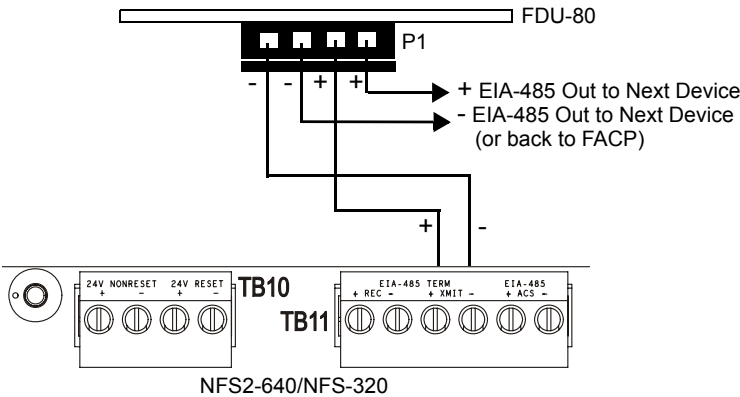 FDU-80
P1
- - + +
+ EIA-485 Out to Next Device
- EIA-485 Out to Next Device
(or back to FACP)
+ -
24V NONRESET 24V RESET
+ - + -
TB10
EIA-485 TERM EIA-485
+ REC - + XMIT - + ACS -
TB11
NFS2-640/NFS-320